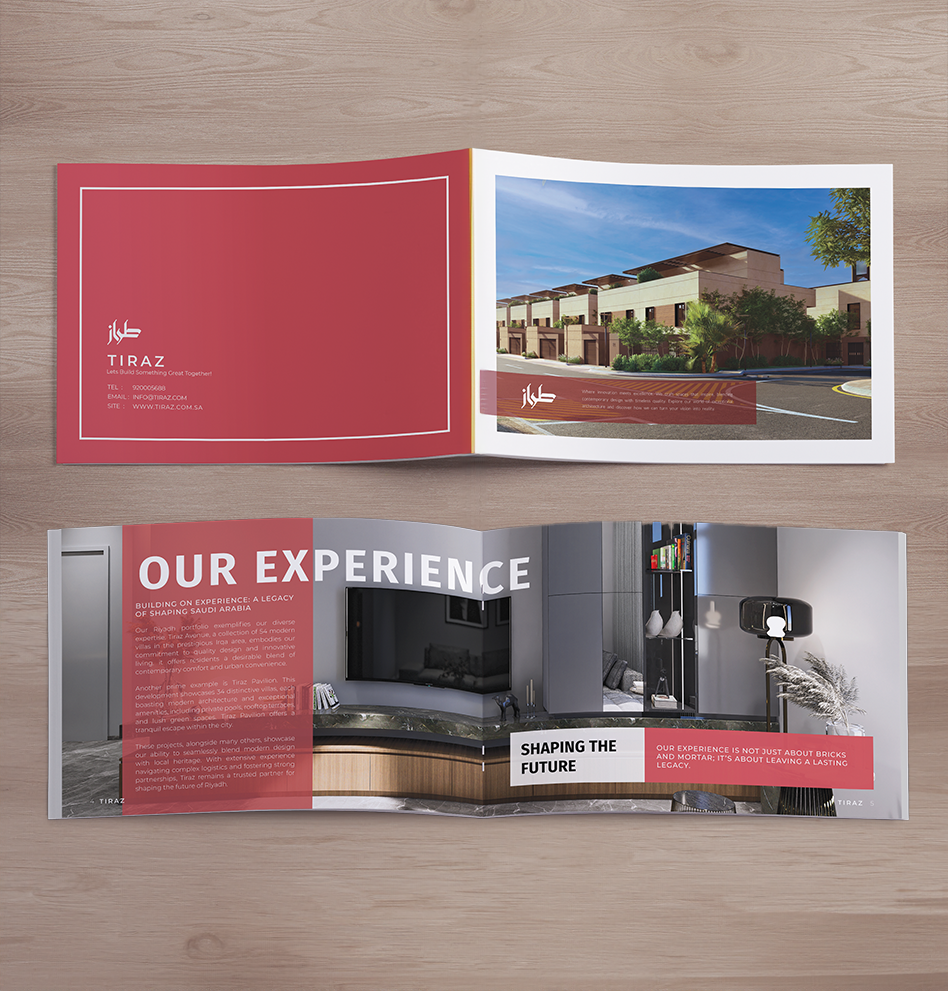 طراز
TIRAZ
Lets Build Something Great Together!
TEL : 920005688
EMAIL : INFO@TIRAZ.COM
SITE : WWW.TIRAZ.COM.SA
طراز
contemporary design with timeless quality. Explore our world of
architecture and discover how we can turn your vision into reality.
OUR EXPERIENCE
BUILDING ON EXPERIENCE: A LEGACY
OF SHAPING SAUDI ARABIA
Our Riyadh portfolio exemplifies our diverse
expertise. Tiraz Avenue, a collection of 54 modern
villas in the prestigious Irqa area, embodies our
commitment to quality design and innovative
living. It offers residents a desirable blend of
contemporary comfort and urban convenience.
Another prime example is Tiraz Pavilion. This
development showcases 34 distinctive villas, each
boasting modern architecture and exceptional
amenities, including private pools, rooftop terraces,
and lush green spaces. Tiraz Pavilion offers a
tranquil escape within the city.
These projects, alongside many others, showcase
our ability to seamlessly blend modern design
with local heritage. With extensive experience
navigating complex logistics and fostering strong
partnerships, Tiraz remains a trusted partner for
shaping the future of Riyadh.
4 TIRAZ
SHAPING THE
FUTURE
OUR EXPERIENCE IS NOT JUST ABOUT BRICKS
AND MORTAR; IT'S ABOUT LEAVING A LASTING
LEGACY.
TIRAZ 5